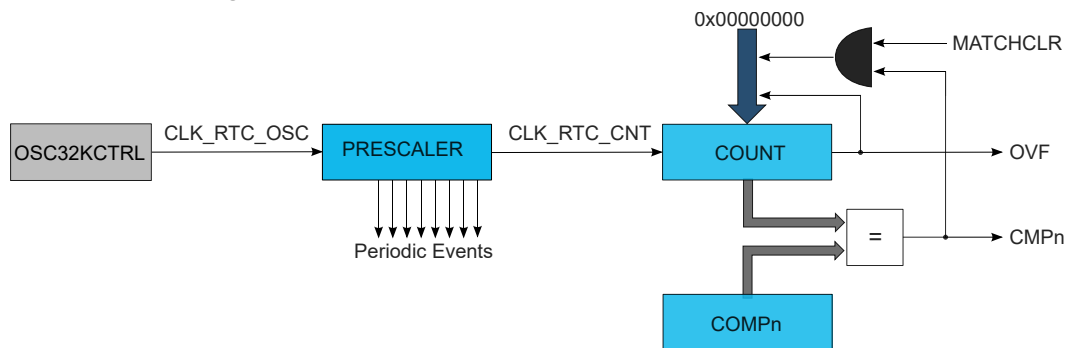 0x00000000
MATCHCLR
OSC32KCTRL
CLK_RTC_OSC
PRESCALER
CLK_RTC_CNT
COUNT
OVF
Periodic Events
=
CMPn
COMPn